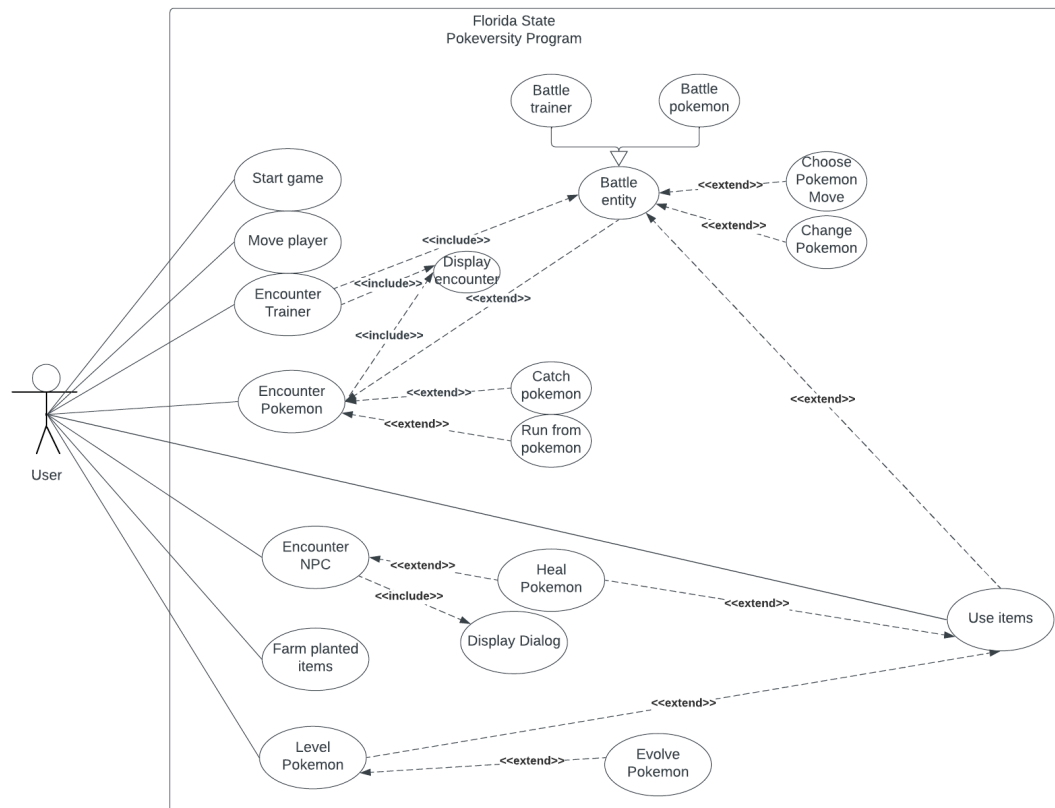 Florida State
Pokeversity Program
Battle
trainer
Battle
pokemon
Start game
Battle
entity
<<extend>>
Choose
Pokemon
Move
Move player
<<include>>
<<extend>>
Change
Pokemon
Encounter
Trainer
<<include>>
Display
encounter
<<extend>>
<<include>>
Encounter
Pokemon
<<extend>>
Catch
pokemon
<<extend>>
<<extend>>
Run from
pokemon
User
Encounter
NPC
<<extend>>
Heal
Pokemon
<<include>>
<<extend>>
Use items
Display Dialog
Farm planted
items
<<extend>>
Level
Pokemon
<<extend>>
Evolve
Pokemon